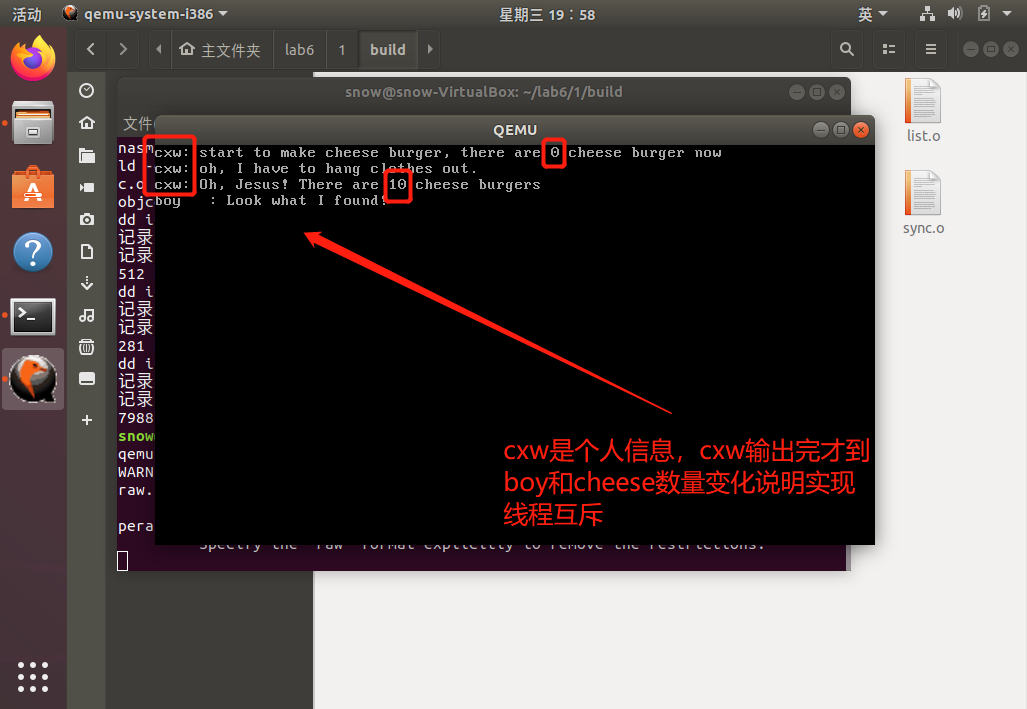 活动
qemu-system-i386
星期三 19：58
英
主文件夹
lab6
1
build
snow@snow-VirtualBox: ~/lab6/1/build
list.o
文件
QEMU
nasm
cxw: start to make cheese burger, there are 0 cheese burger now
ld -
cxw: oh, I have to hang clothes out.
c.o
cxw: Oh, Jesus! There are 10 cheese burgers
objc
boy : Look what I found!
dd i
记录
记录
512
dd i
记录
记录
281
dd i
记录
记录
7988
snow
qemu
WARN
raw.
pera
sync.o
cxw是个人信息，cxw输出完才到
boy和cheese数量变化说明实现
线程互斥
Specify the 'raw' format explicitly to remove the restrictions.